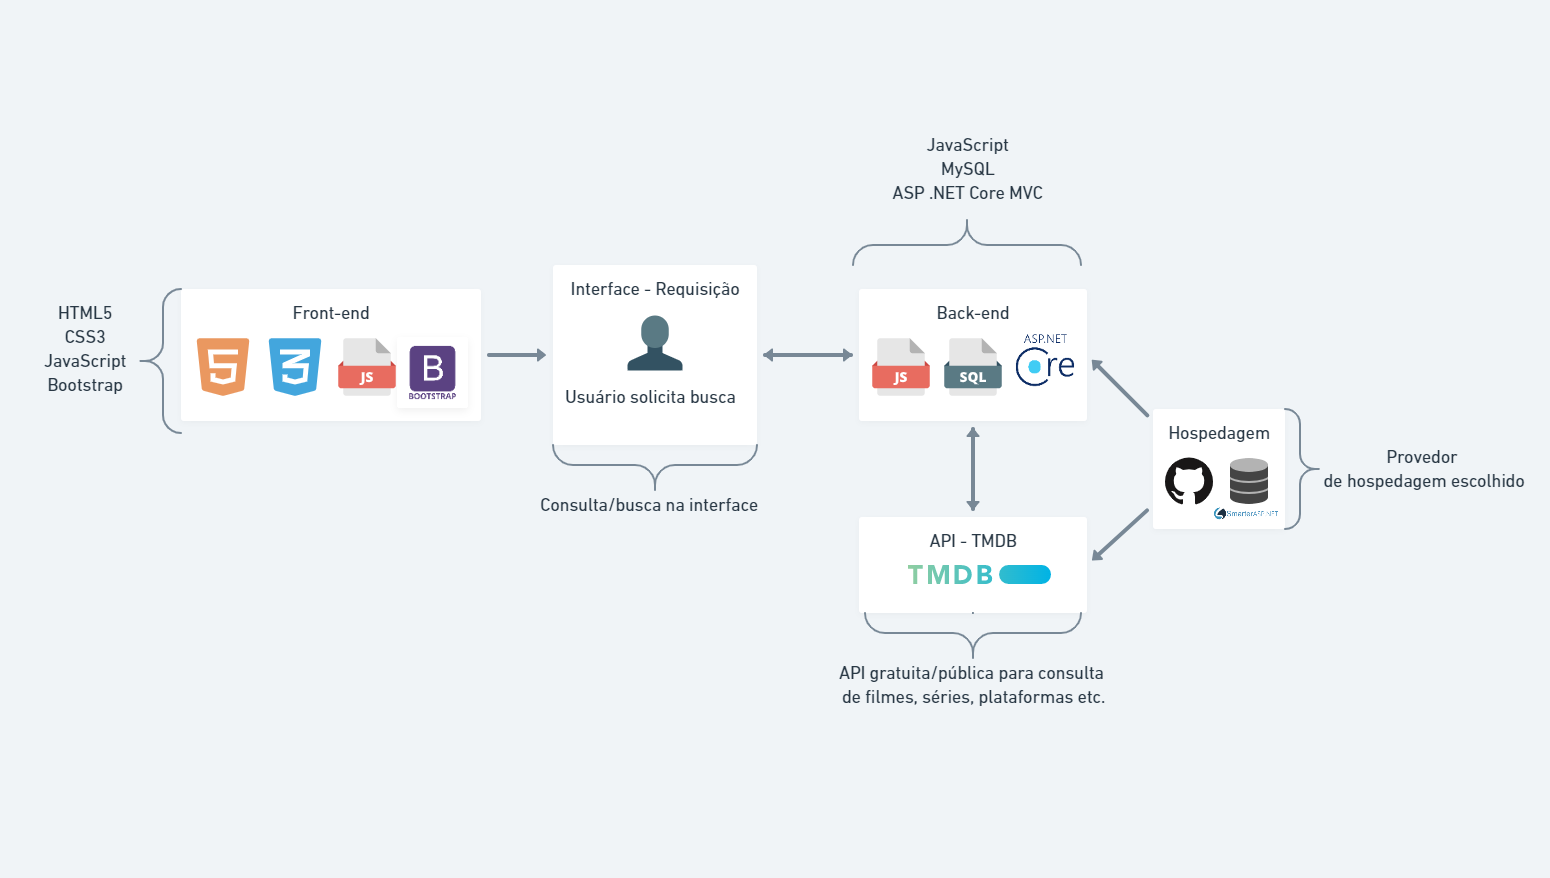 JavaScript
MySQL
ASP .NET Core MVC
HTML5
CSS3
JavaScript
Bootstrap
Front-end
JS
B
BOOTSTRAP
Interface - Requisição
Usuário solicita busca
Consulta/busca na interface
Back-end
JS
SQL
ASP.NET
Core
Hospedagem
SmarterASP.NET
Provedor
de hospedagem escolhido
API - TMDB
TMDB
API gratuita/pública para consulta
de filmes, séries, plataformas etc.